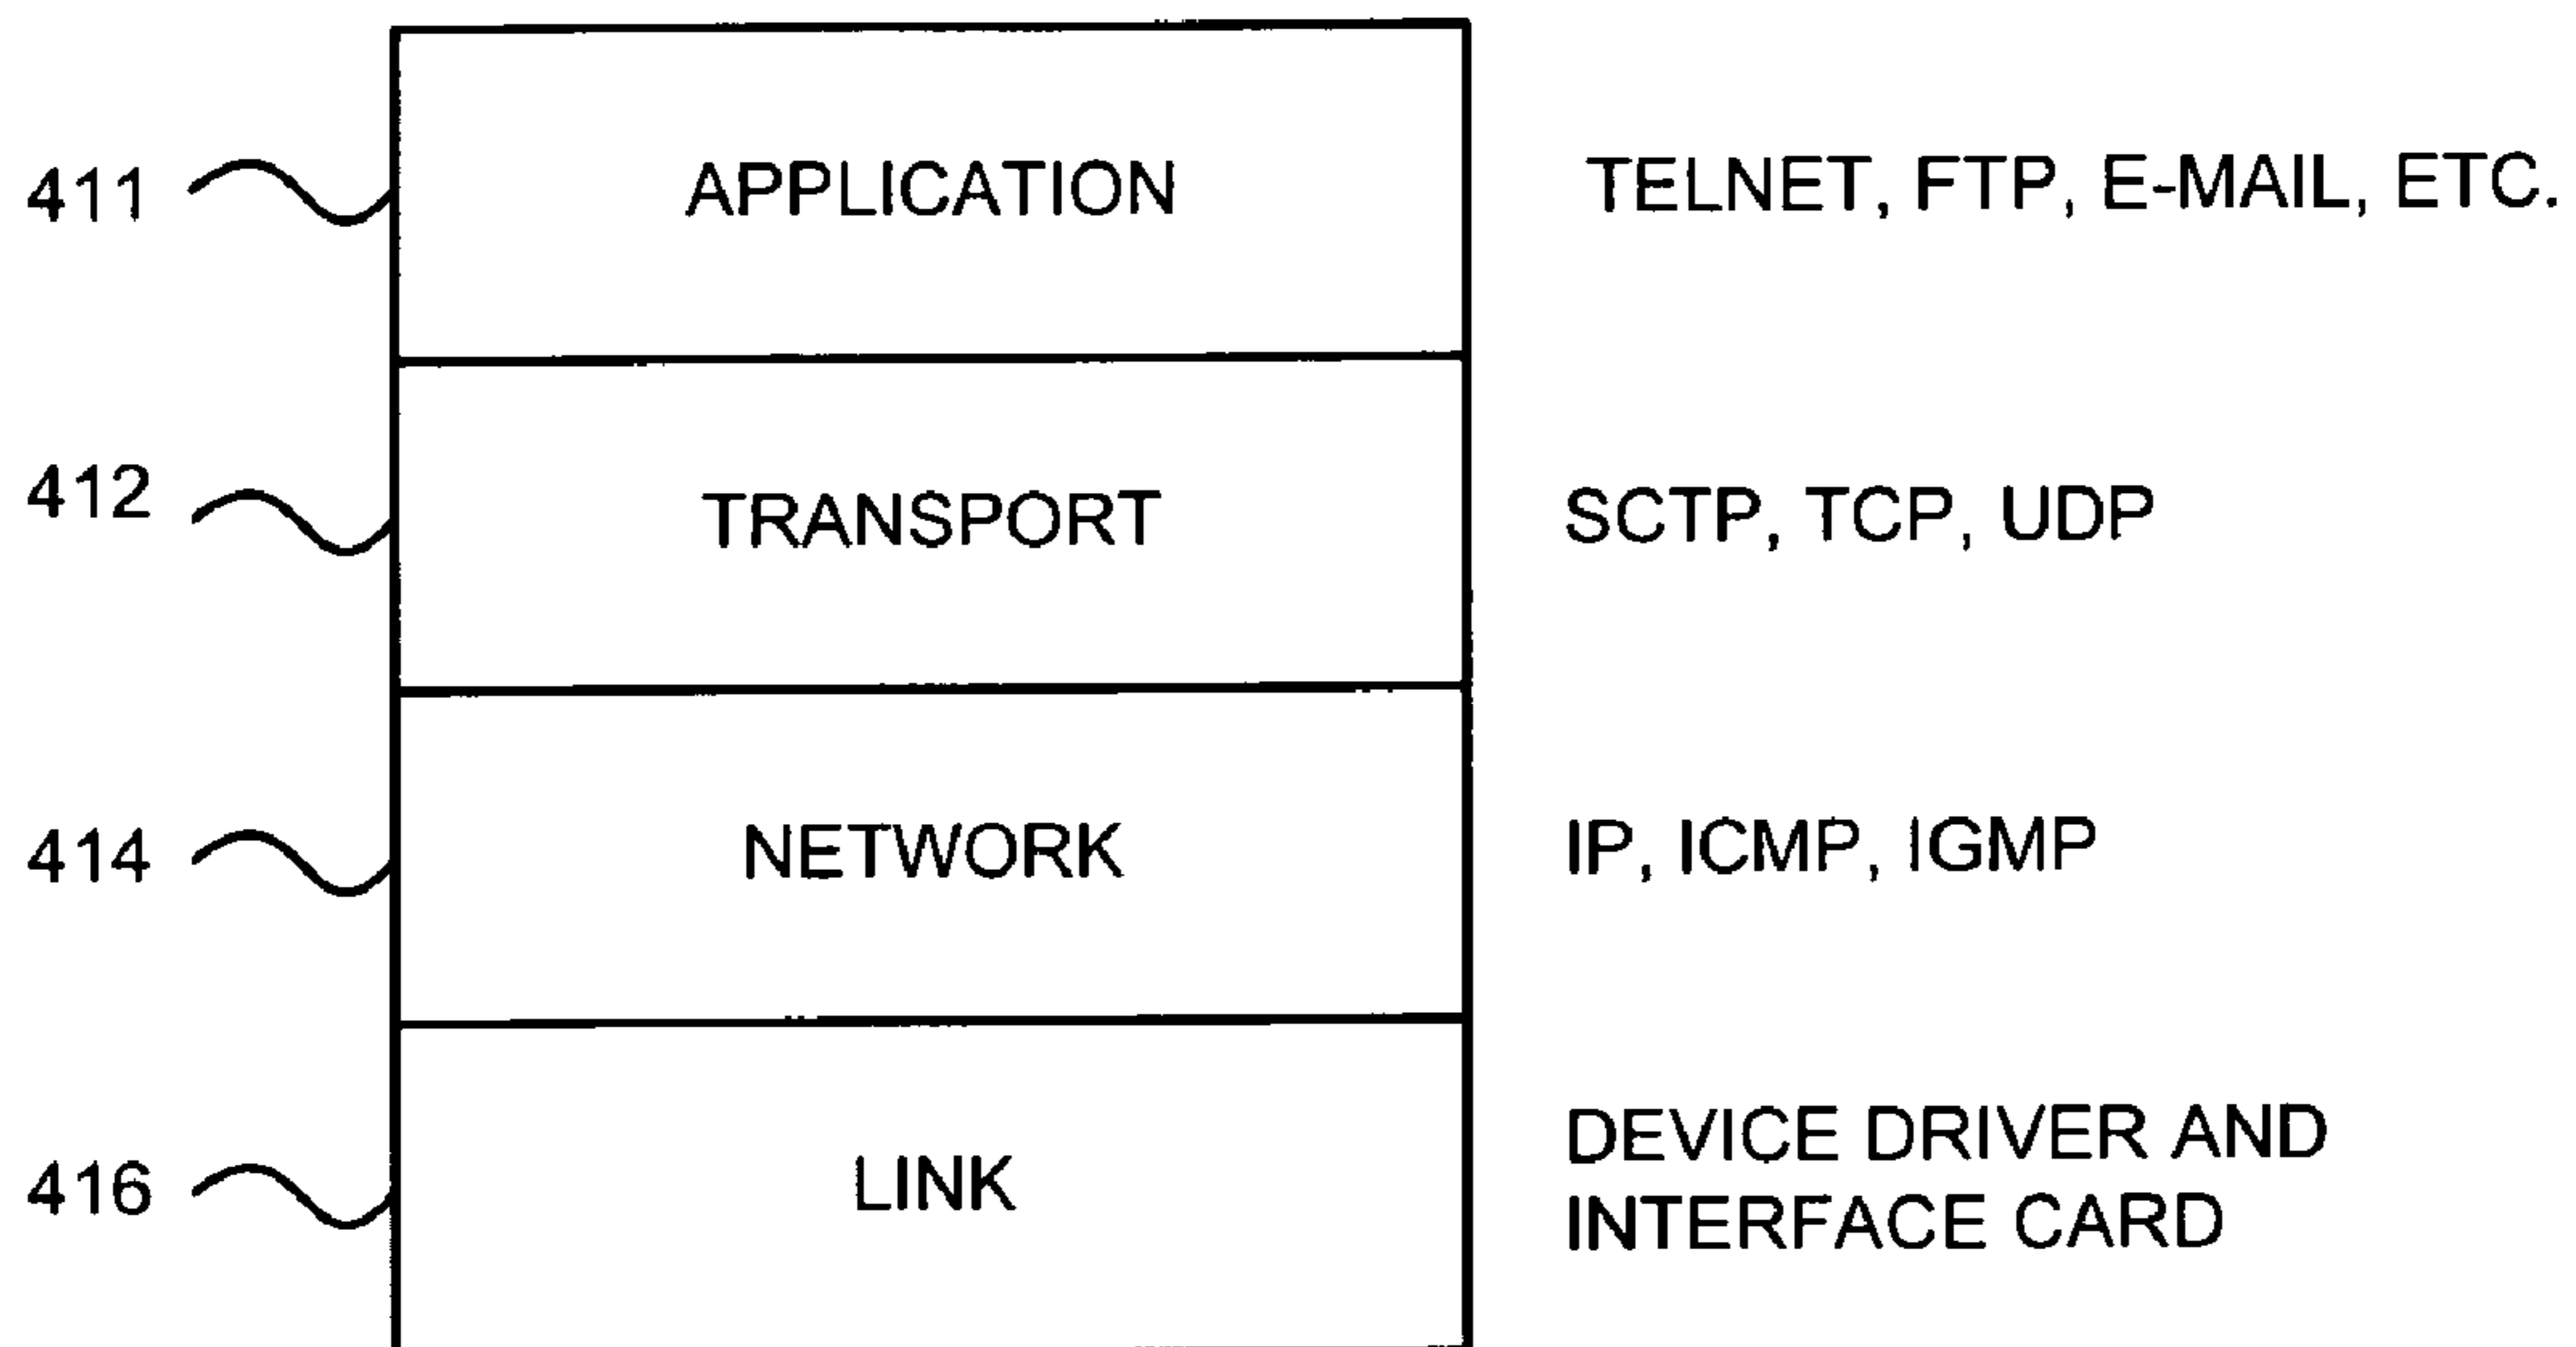 411
APPLICATION
TELNET, FTP, E-MAIL, ETC.
412
TRANSPORT
SCTP, TCP, UDP
414
NETWORK
IP, ICMP, IGMP
416
LINK
DEVICE DRIVER AND
INTERFACE CARD